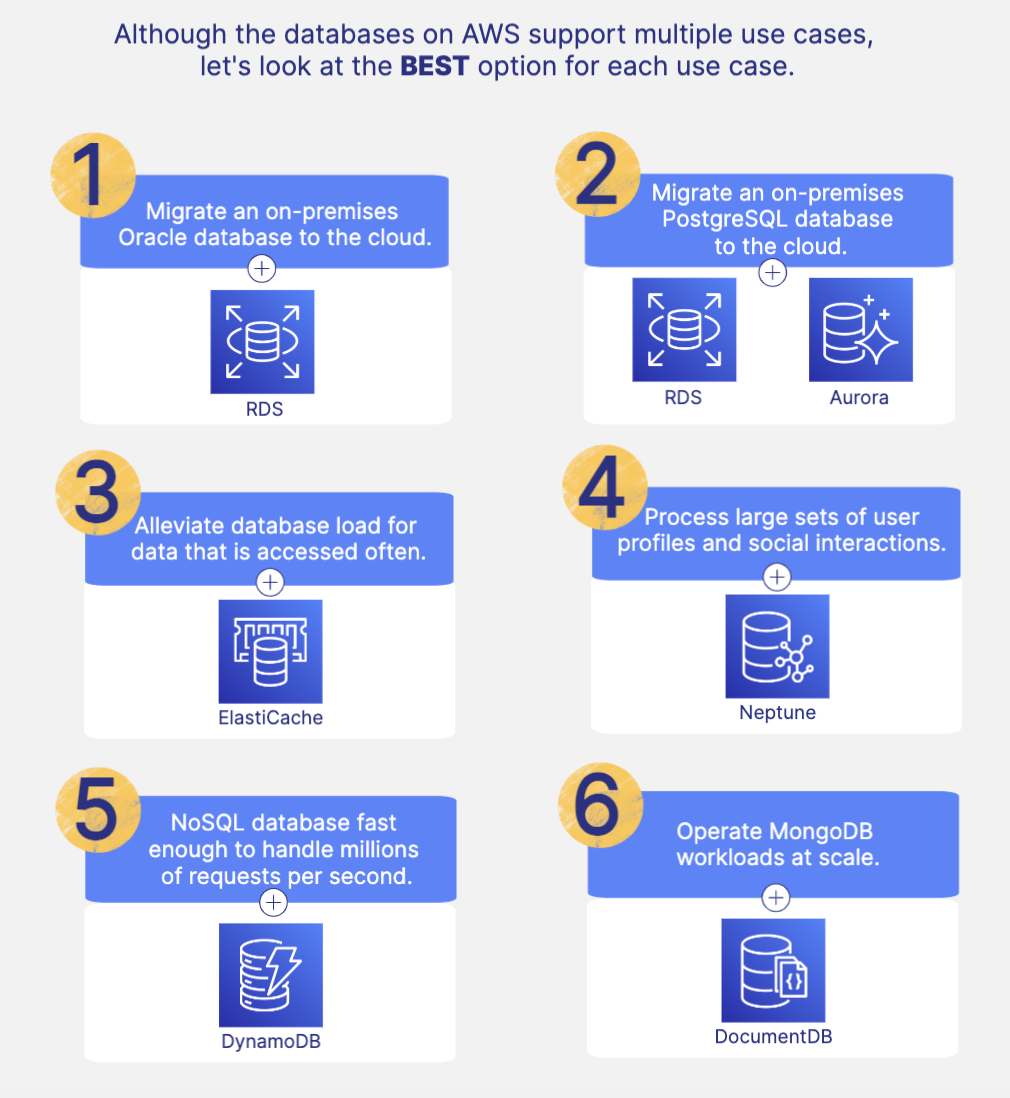 Although the databases on AWS support multiple use cases,
let's look at the BEST option for each use case.
1
Migrate an on-premises
Oracle database to the cloud.
RDS
2
Migrate an on-premises
PostgreSQL database
to the cloud.
RDS
Aurora
3
Alleviate database load for
data that is accessed often.
ElastiCache
4
Process large sets of user
profiles and social interactions.
Neptune
5
NoSQL database fast
enough to handle millions
of requests per second.
DynamoDB
6
Operate MongoDB
workloads at scale.
DocumentDB